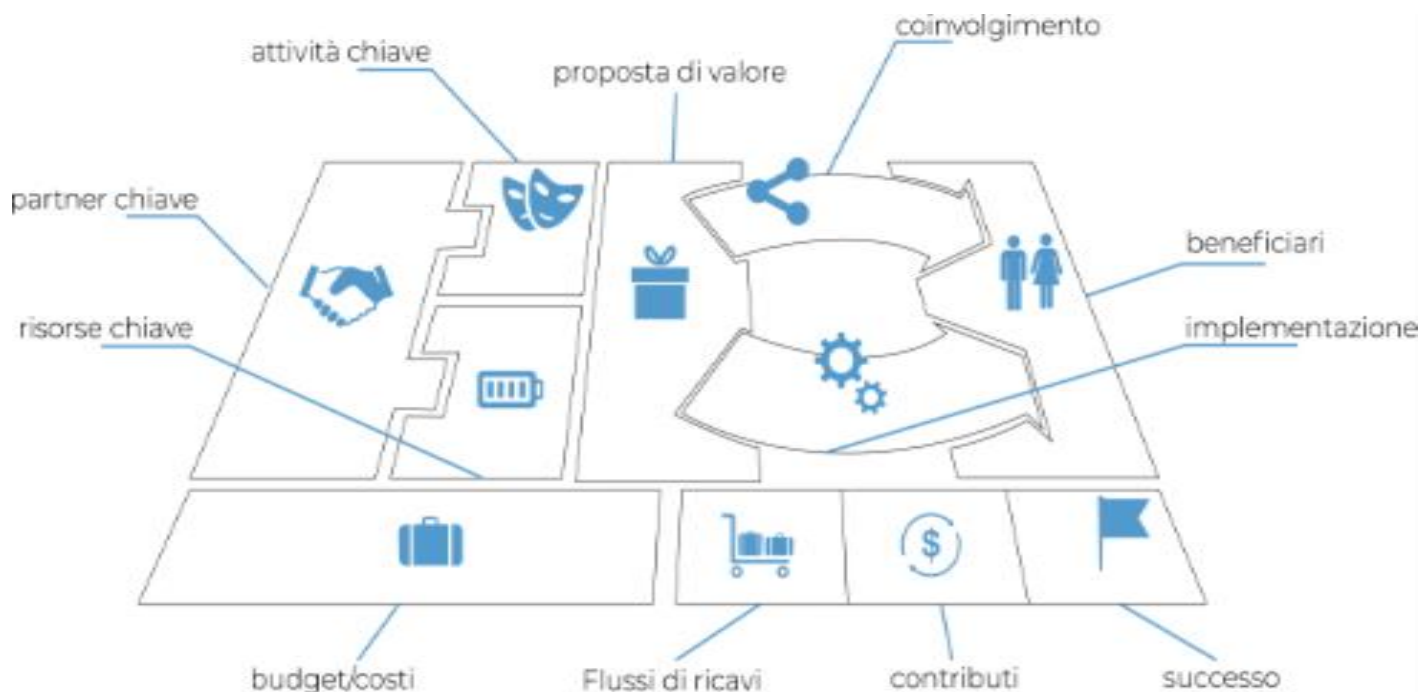 coinvolgimento
attività chiave
proposta di valore
partner chiave
beneficiari
risorse chiave
implementazione
$
budget/costi
Flussi di ricavi
contributi
successo